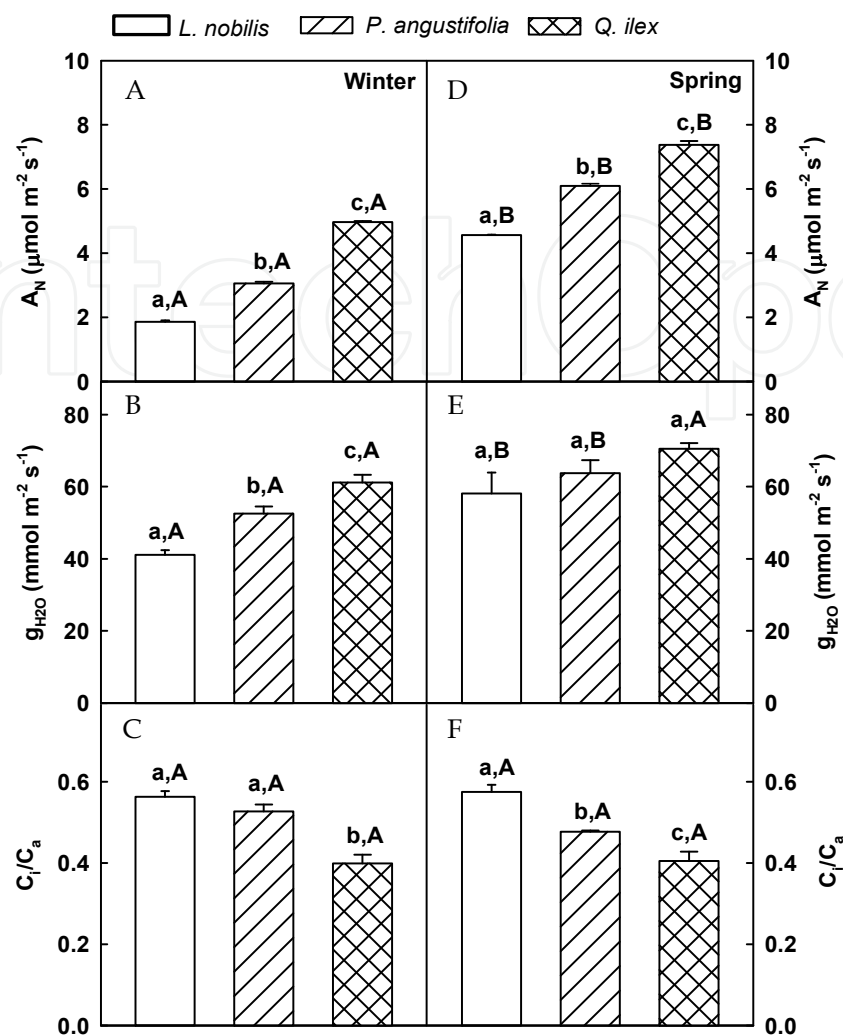 L. nobilis P. angustifolia Q. ilex
A Winter
10
8
6
4
2
0
A_N (μmol m⁻² s⁻¹)
a,A b,A c,A
D Spring
10
8
6
4
2
0
A_N (μmol m⁻² s⁻¹)
a,B b,B c,B
B
80
60
40
20
0
g_H2O (mmol m⁻² s⁻¹)
a,A b,A c,A
E
80
60
40
20
0
g_H2O (mmol m⁻² s⁻¹)
a,B a,B a,A
C
0.6
0.4
0.2
0.0
C_i/C_a
a,A a,A b,A
F
0.6
0.4
0.2
0.0
C_i/C_a
a,A b,A c,A